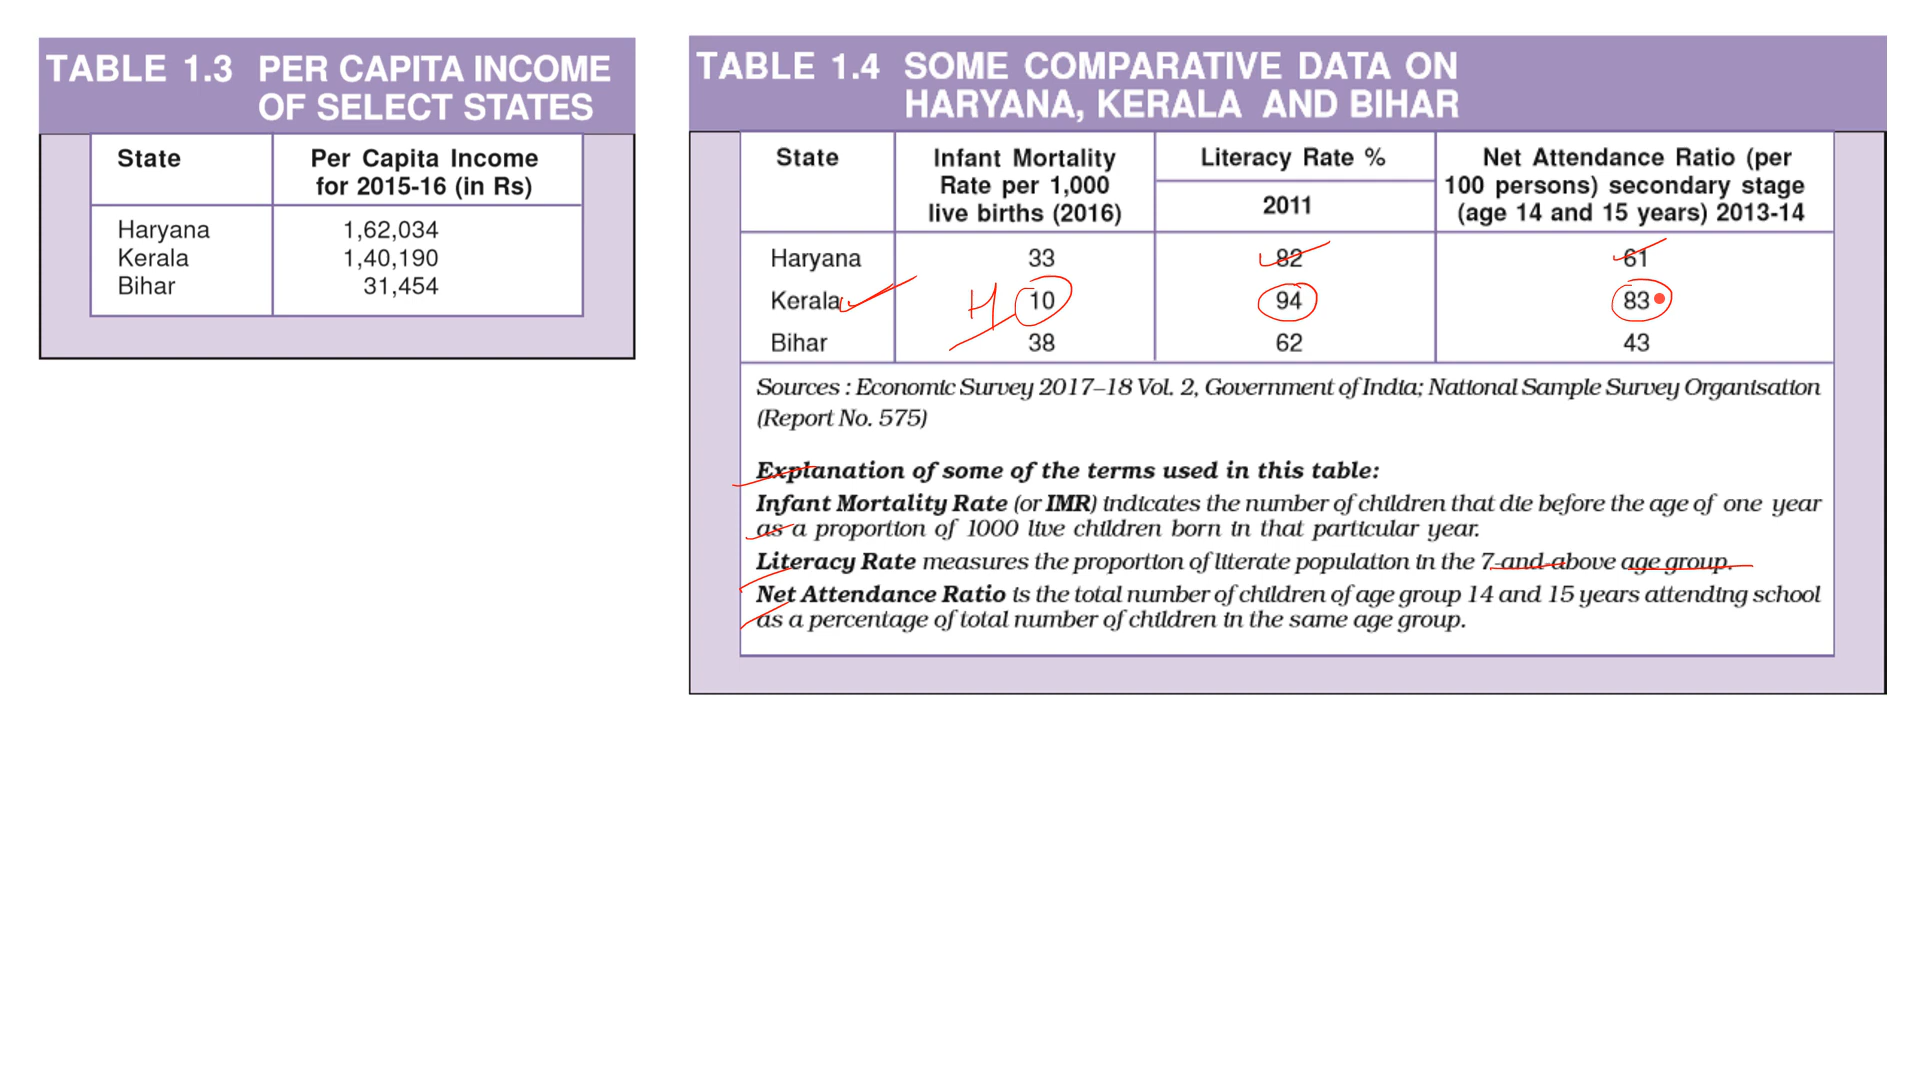 TABLE 1.3 PER CAPITA INCOME
OF SELECT STATES
State Per Capita Income
for 2015-16 (in Rs)
Haryana 1,62,034
Kerala 1,40,190
Bihar 31,454
TABLE 1.4 SOME COMPARATIVE DATA ON
HARYANA, KERALA AND BIHAR
State Infant Mortality Rate per 1,000 live births (2016) Literacy Rate % 2011 Net Attendance Ratio (per 100 persons) secondary stage (age 14 and 15 years) 2013-14
Haryana 33 82 61
Kerala H 10 94 83
Bihar 38 62 43
Sources : Economic Survey 2017–18 Vol. 2, Government of India; National Sample Survey Organisation
(Report No. 575)
Explanation of some of the terms used in this table:
Infant Mortality Rate (or IMR) indicates the number of children that die before the age of one year
as a proportion of 1000 live children born in that particular year.
Literacy Rate measures the proportion of literate population in the 7-and-above age group.
Net Attendance Ratio is the total number of children of age group 14 and 15 years attending school
as a percentage of total number of children in the same age group.